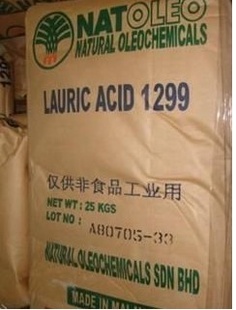 NATOLEO
NATURAL OLEOCHEMICALS
LAURIC ACID 1299
仅供非食品工业用
NET WT: 25 KGS
LOT NO: A80705-33
NATURAL OLEOCHEMICALS SDN BHD
MADE IN